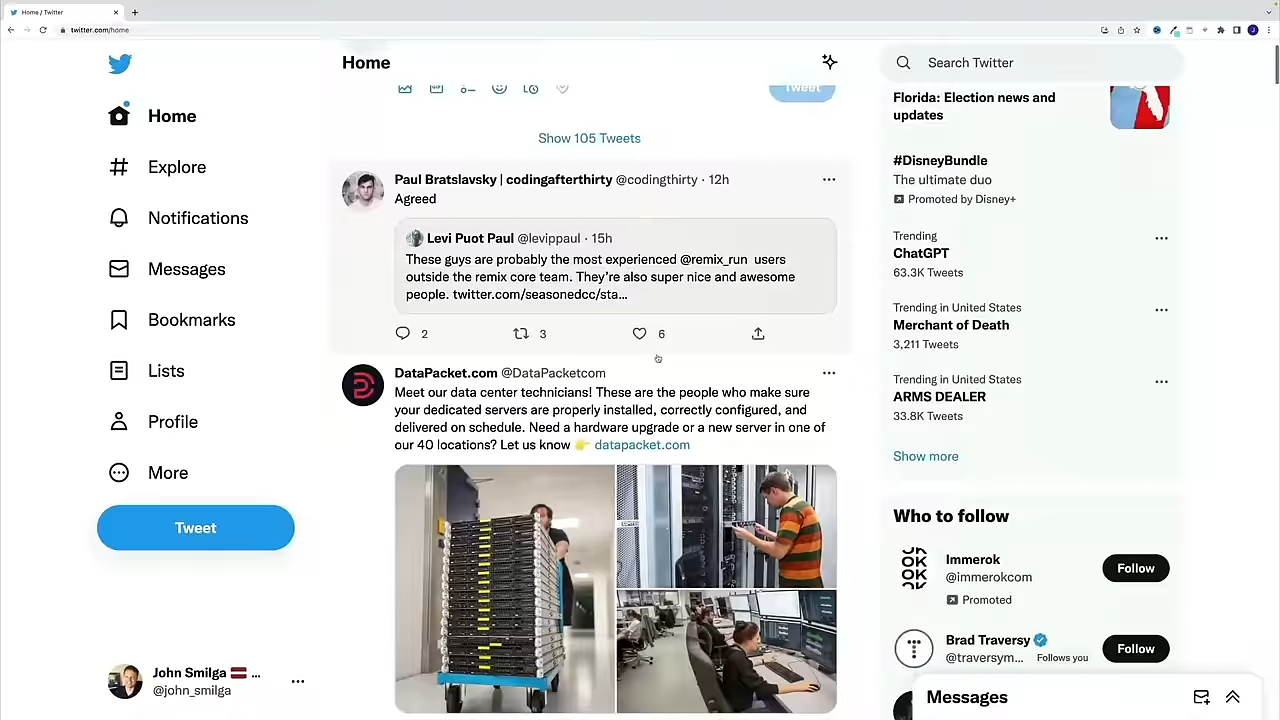 Home / Twitter
twitter.com/home
Home
Explore
Notifications
Messages
Bookmarks
Lists
Profile
More
Tweet
John Smilga 🇱🇻 ...
@john_smilga
Home
Tweet
Show 105 Tweets
Paul Bratslavsky | codingafterthirty @codingthirty · 12h
Agreed
Levi Puot Paul @levippaul · 15h
These guys are probably the most experienced @remix_run users
outside the remix core team. They're also super nice and awesome
people. twitter.com/seasonedcc/sta...
2 3 6
DataPacket.com @DataPacketcom
Meet our data center technicians! These are the people who make sure
your dedicated servers are properly installed, correctly configured, and
delivered on schedule. Need a hardware upgrade or a new server in one of
our 40 locations? Let us know 👉 datapacket.com
Search Twitter
Florida: Election news and
updates
#DisneyBundle
The ultimate duo
Promoted by Disney+
Trending
ChatGPT
63.3K Tweets
Trending in United States
Merchant of Death
3,211 Tweets
Trending in United States
ARMS DEALER
33.8K Tweets
Show more
Who to follow
Immerok
@immerokcom
Promoted
Follow
Brad Traversy
@traversym... Follows you
Follow
Messages